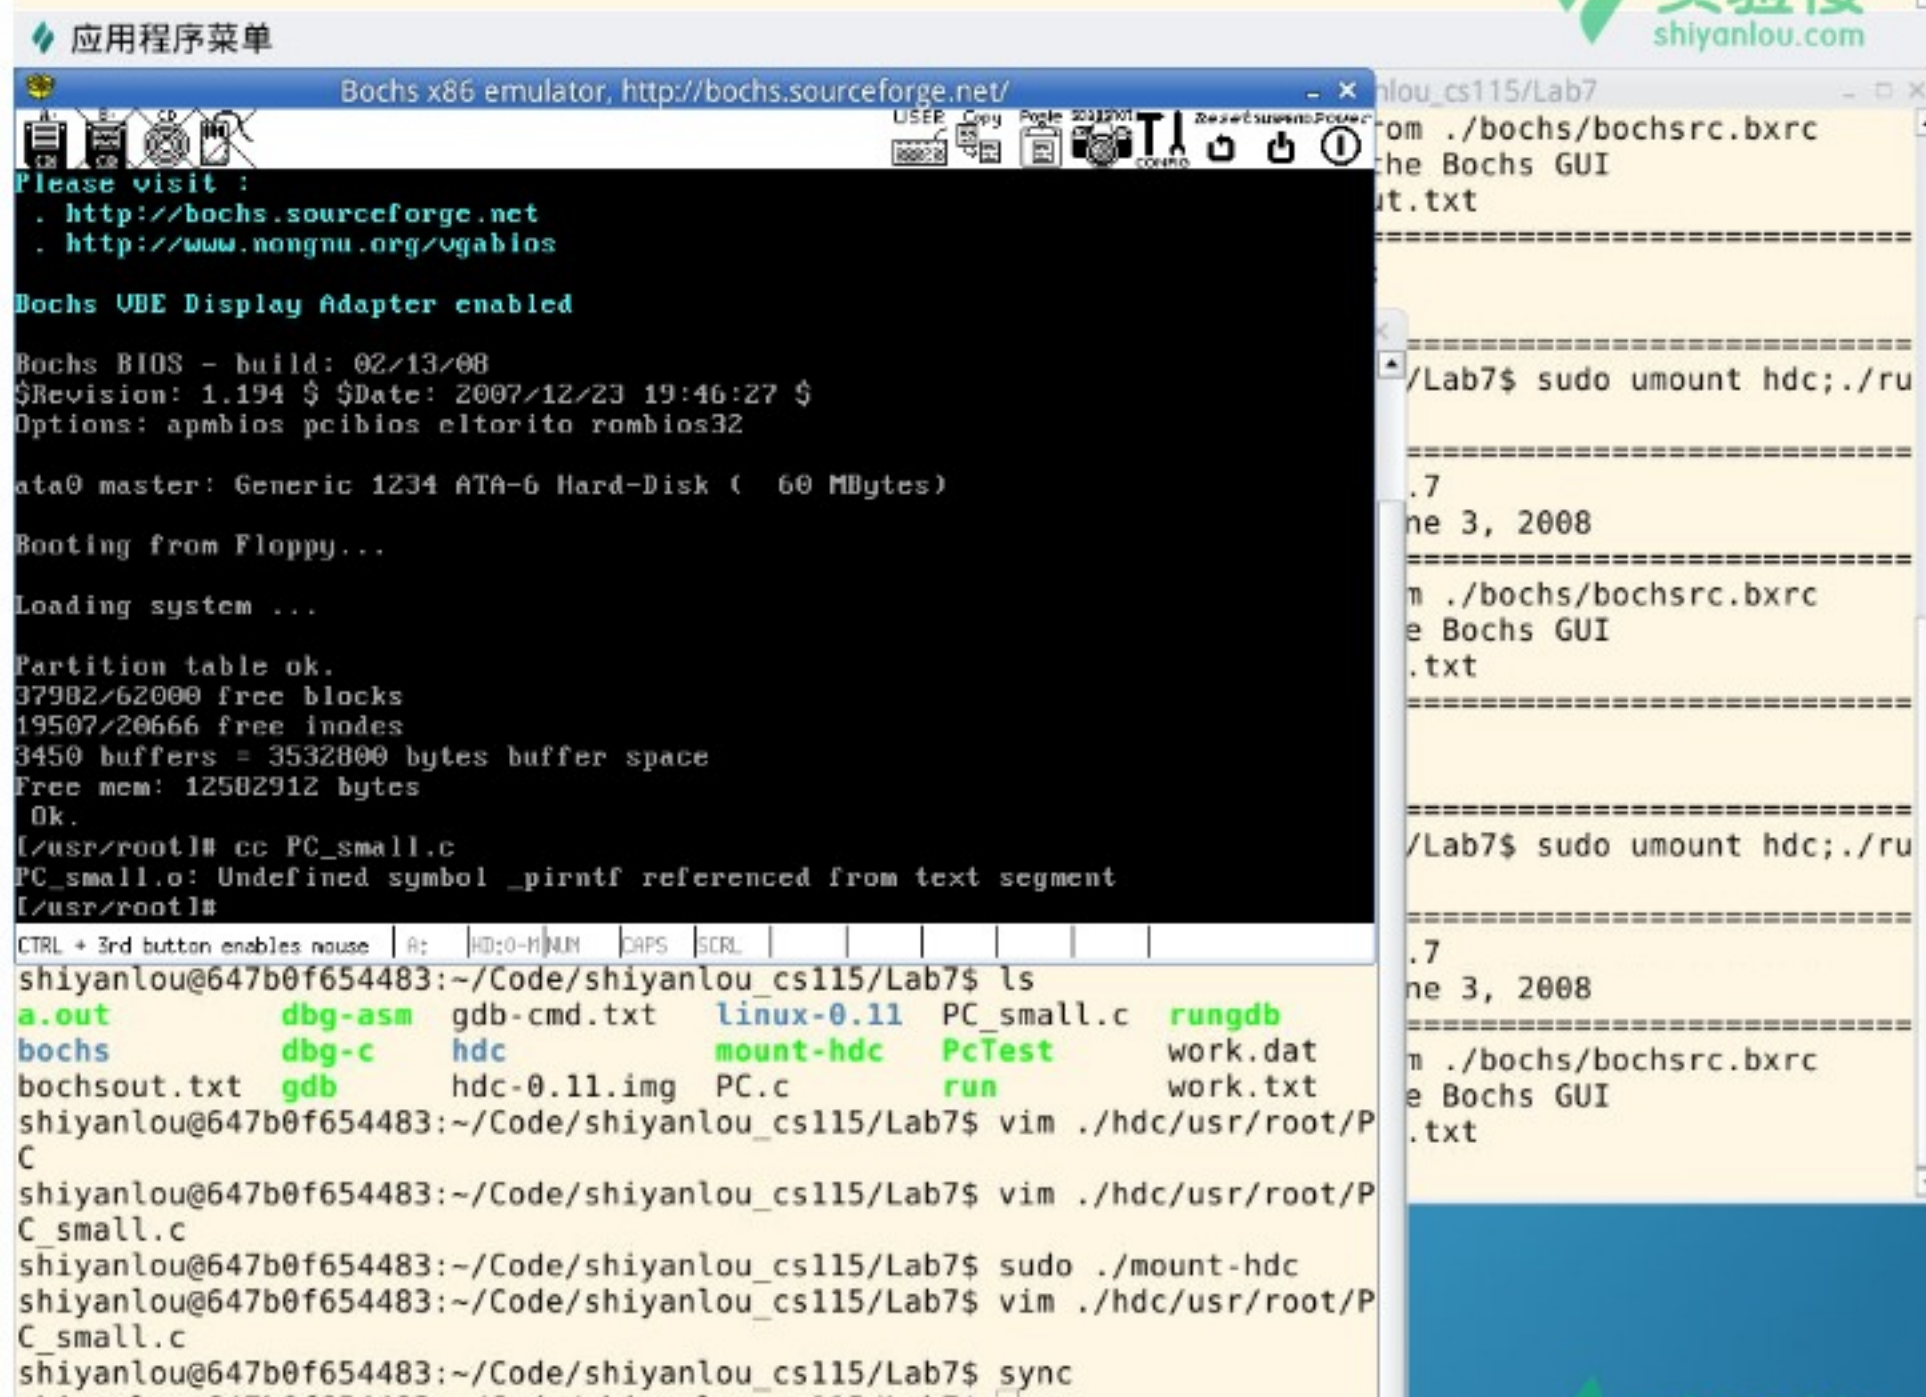 shiyanlou.com
应用程序菜单
Bochs x86 emulator, http://bochs.sourceforge.net/
nlou_cs115/Lab7
A:
B:
CD
USER
Copy
Paste
snapshot
CONFIG
Reset
suspend
Power
Please visit :
. http://bochs.sourceforge.net
. http://www.nongnu.org/vgabios
Bochs VBE Display Adapter enabled
Bochs BIOS - build: 02/13/08
$Revision: 1.194 $ $Date: 2007/12/23 19:46:27 $
Options: apmbios pcibios eltorito rombios32
ata0 master: Generic 1234 ATA-6 Hard-Disk (  60 MBytes)
Booting from Floppy...
Loading system ...
Partition table ok.
37982/62000 free blocks
19507/20666 free inodes
3450 buffers = 3532800 bytes buffer space
Free mem: 12582912 bytes
Ok.
[/usr/root]# cc PC_small.c
PC_small.o: Undefined symbol _pirntf referenced from text segment
[/usr/root]#
CTRL + 3rd button enables mouse A: HD:0-M NUM CAPS SCRL
shiyanlou@647b0f654483:~/Code/shiyanlou_cs115/Lab7$ ls
a.out dbg-asm gdb-cmd.txt linux-0.11 PC_small.c rungdb
bochs dbg-c hdc mount-hdc PcTest work.dat
bochsout.txt gdb hdc-0.11.img PC.c run work.txt
shiyanlou@647b0f654483:~/Code/shiyanlou_cs115/Lab7$ vim ./hdc/usr/root/P
C
shiyanlou@647b0f654483:~/Code/shiyanlou_cs115/Lab7$ vim ./hdc/usr/root/P
C_small.c
shiyanlou@647b0f654483:~/Code/shiyanlou_cs115/Lab7$ sudo ./mount-hdc
shiyanlou@647b0f654483:~/Code/shiyanlou_cs115/Lab7$ vim ./hdc/usr/root/P
C_small.c
shiyanlou@647b0f654483:~/Code/shiyanlou_cs115/Lab7$ sync
rom ./bochs/bochsrc.bxrc
the Bochs GUI
ut.txt
============================
============================
/Lab7$ sudo umount hdc;./ru
============================
.7
ne 3, 2008
============================
m ./bochs/bochsrc.bxrc
e Bochs GUI
.txt
============================
============================
/Lab7$ sudo umount hdc;./ru
============================
.7
ne 3, 2008
============================
m ./bochs/bochsrc.bxrc
e Bochs GUI
.txt